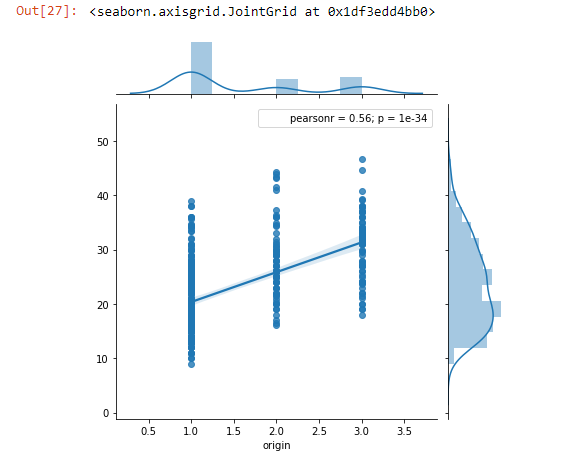 Out[27]: <seaborn.axisgrid.JointGrid at 0x1df3edd4bb0>
pearsonr = 0.56; p = 1e-34
50
40
30
20
10
0
0.5 1.0 1.5 2.0 2.5 3.0 3.5
origin